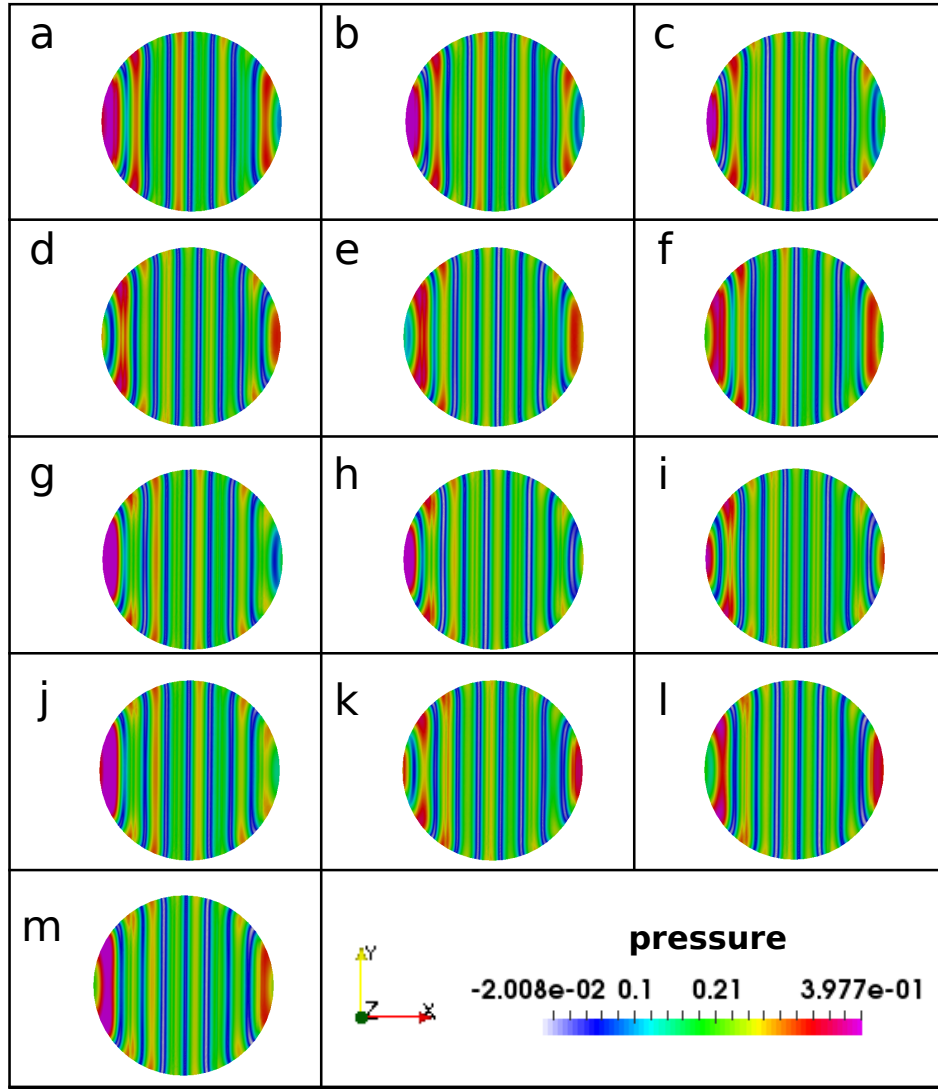 a b c
d e f
g h i
j k l
m
pressure
-2.008e-02 0.1 0.21 3.977e-01
Y
Z X